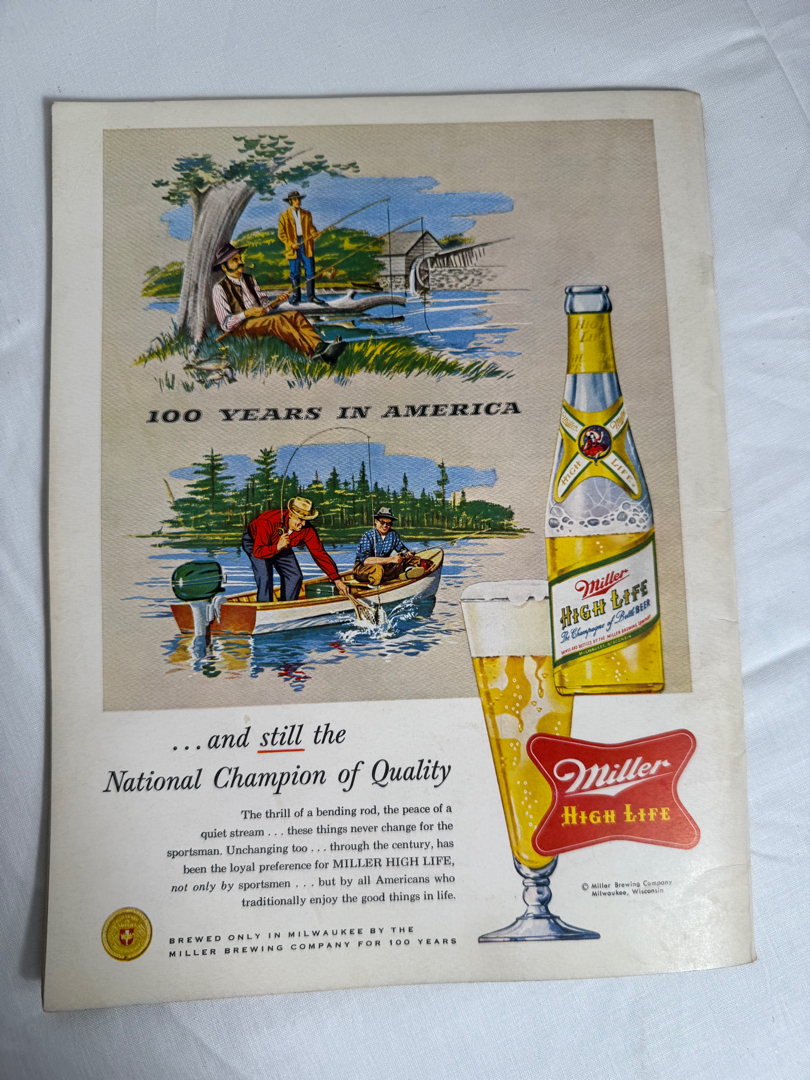 100 YEARS IN AMERICA
HIGH
LIFE
Miller
HIGH
LIFE
Miller
HIGH LIFE
The Champagne of Bottle BEER
...and still the
National Champion of Quality
The thrill of a bending rod, the peace of a
quiet stream . . . these things never change for the
sportsman. Unchanging too . . . through the century, has
been the loyal preference for MILLER HIGH LIFE,
not only by sportsmen . . . but by all Americans who
traditionally enjoy the good things in life.
Miller
HIGH LIFE
© Miller Brewing Company
Milwaukee, Wisconsin
BREWED ONLY IN MILWAUKEE BY THE
MILLER BREWING COMPANY FOR 100 YEARS